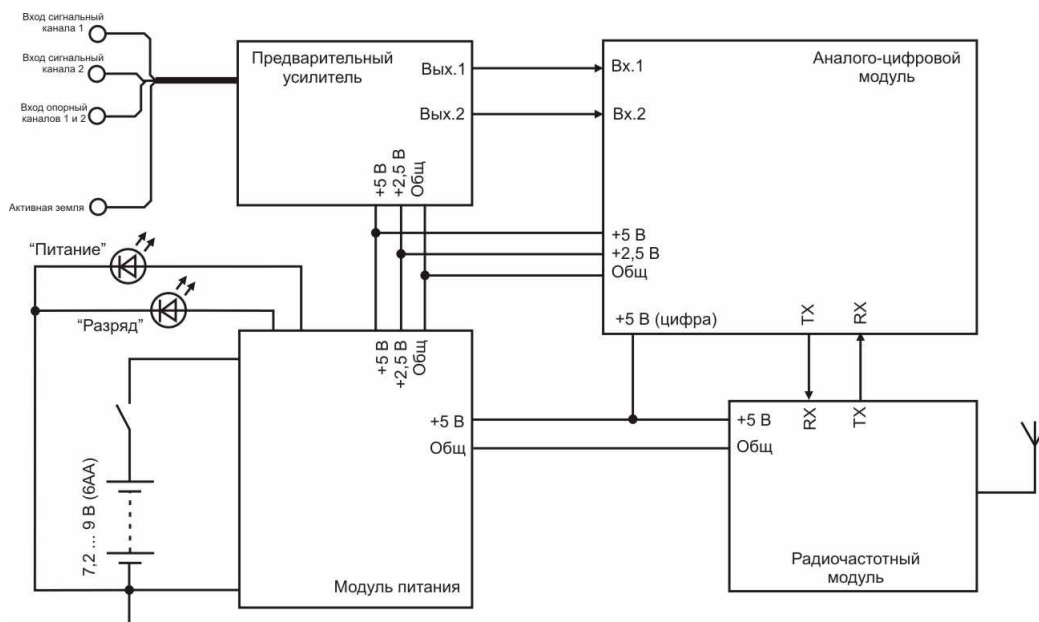 Вход сигнальный
канала 1
Вход сигнальный
канала 2
Вход опорный
каналов 1 и 2
Активная земля
Предварительный
усилитель
Вых.1
Вых.2
+5 В
+2,5 В
Общ
Аналого-цифровой
модуль
Вх.1
Вх.2
+5 В
+2,5 В
Общ
+5 В (цифра)
TX
RX
“Питание”
“Разряд”
7,2 ... 9 В (6АА)
+5 В
+2,5 В
Общ
+5 В
Общ
Модуль питания
RX
TX
+5 В
Общ
Радиочастотный
модуль